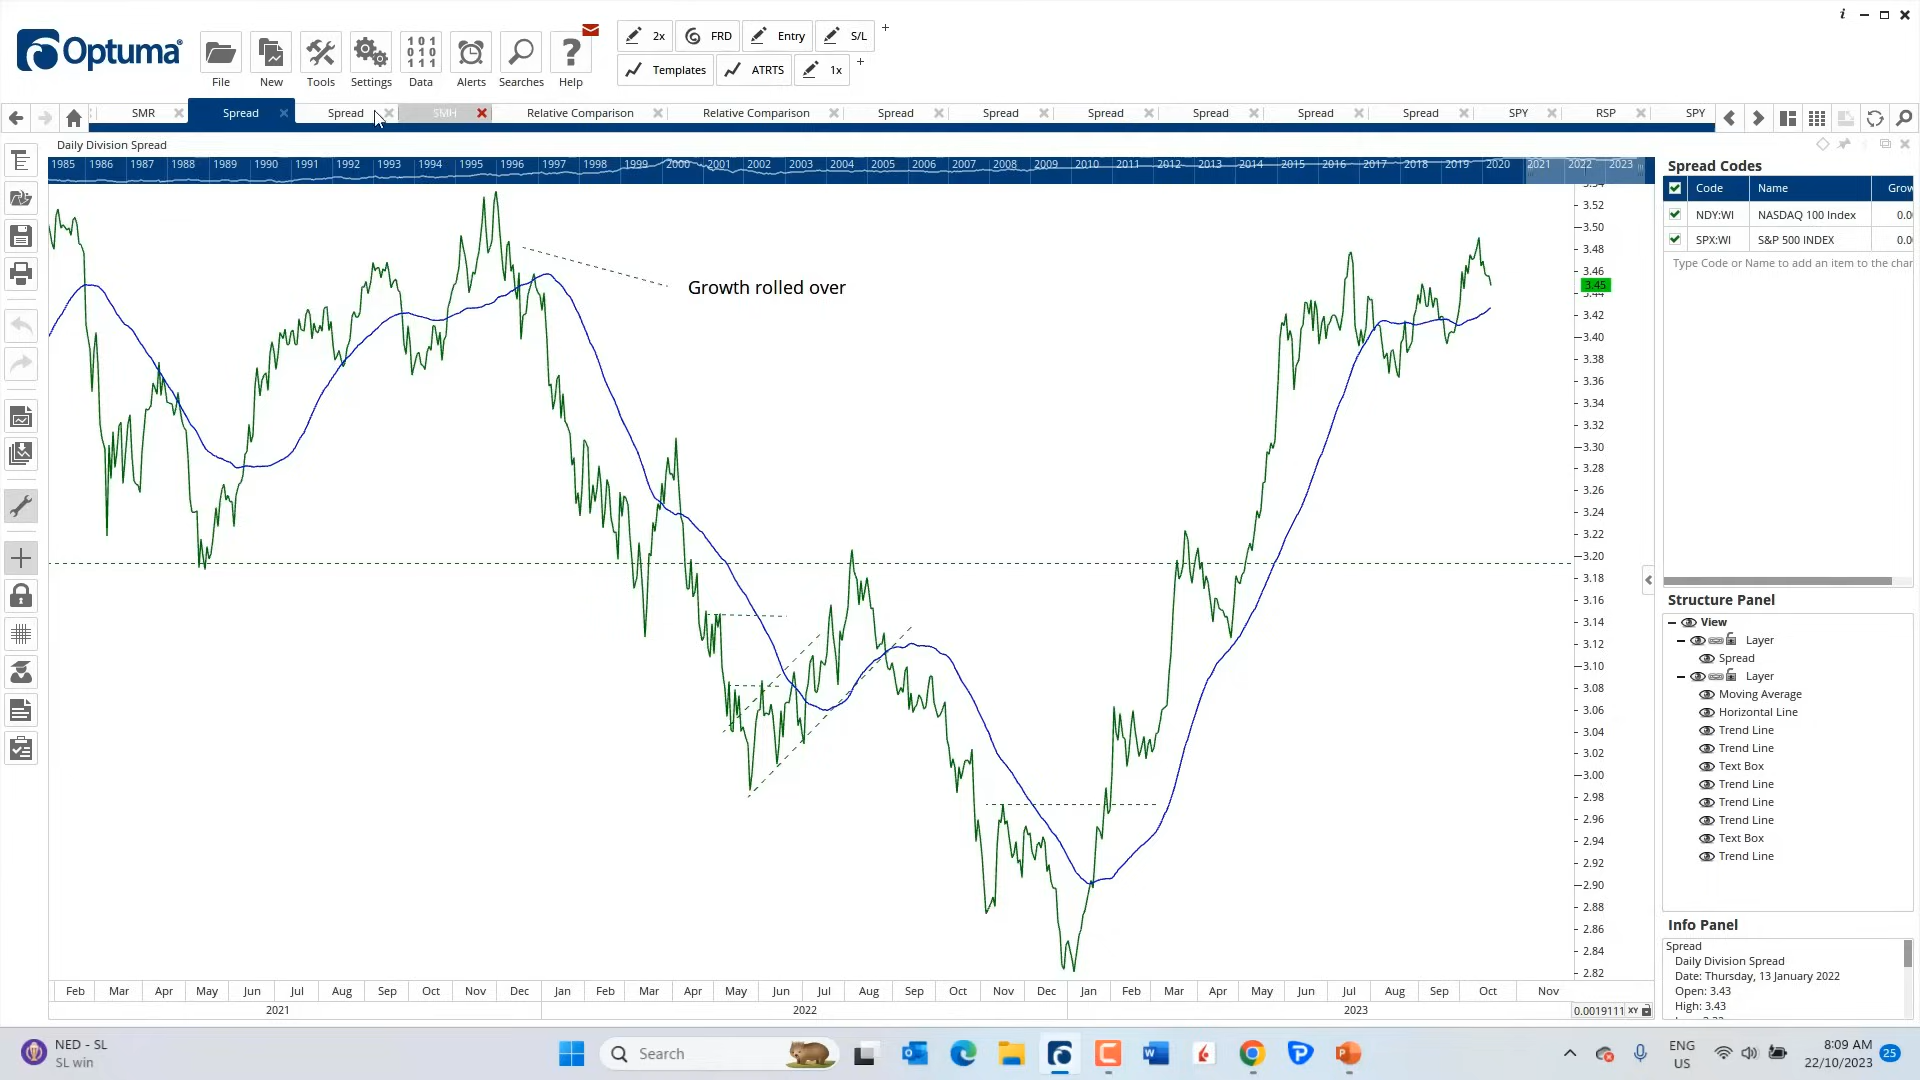 Optuma
File
New
Tools
Settings
101
010
111
Data
Alerts
Searches
?
Help
2x
FRD
Entry
S/L
+
Templates
ATRTS
1x
+
i
SMR
Spread
Spread
SMH
Relative Comparison
Relative Comparison
Spread
Spread
Spread
Spread
Spread
Spread
SPY
RSP
SPY
Daily Division Spread
1985 1986 1987 1988 1989 1990 1991 1992 1993 1994 1995 1996 1997 1998 1999 2000 2001 2002 2003 2004 2005 2006 2007 2008 2009 2010 2011 2012 2013 2014 2015 2016 2017 2018 2019 2020 2021 2022 2023
Growth rolled over
3.54
3.52
3.50
3.48
3.46
3.45
3.44
3.42
3.40
3.38
3.36
3.34
3.32
3.30
3.28
3.26
3.24
3.22
3.20
3.18
3.16
3.14
3.12
3.10
3.08
3.06
3.04
3.02
3.00
2.98
2.96
2.94
2.92
2.90
2.88
2.86
2.84
2.82
Feb Mar Apr May Jun Jul Aug Sep Oct Nov Dec Jan Feb Mar Apr May Jun Jul Aug Sep Oct Nov Dec Jan Feb Mar Apr May Jun Jul Aug Sep Oct Nov
2021 2022 2023
0.0019111 XY
Spread Codes
Code Name Grow
NDY:WI NASDAQ 100 Index 0.0
SPX:WI S&P 500 INDEX 0.0
Type Code or Name to add an item to the char
Structure Panel
View
Layer
Spread
Layer
Moving Average
Horizontal Line
Trend Line
Trend Line
Text Box
Trend Line
Trend Line
Trend Line
Text Box
Trend Line
Info Panel
Spread
Daily Division Spread
Date: Thursday, 13 January 2022
Open: 3.43
High: 3.43
NED - SL
SL win
Search
ENG
US
8:09 AM
22/10/2023
25